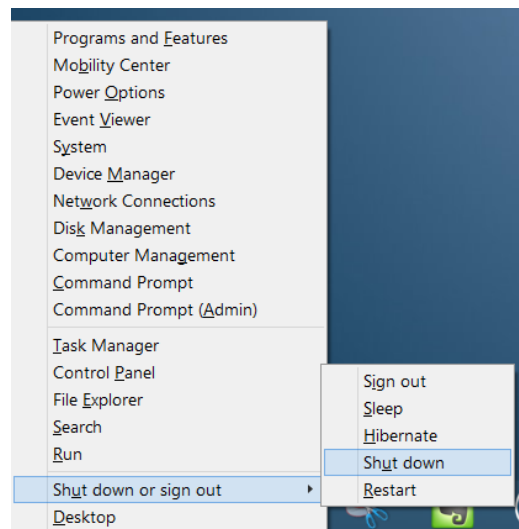 Programs and Features
Mobility Center
Power Options
Event Viewer
System
Device Manager
Network Connections
Disk Management
Computer Management
Command Prompt
Command Prompt (Admin)
Task Manager
Control Panel
File Explorer
Search
Run
Shut down or sign out
Desktop
Sign out
Sleep
Hibernate
Shut down
Restart